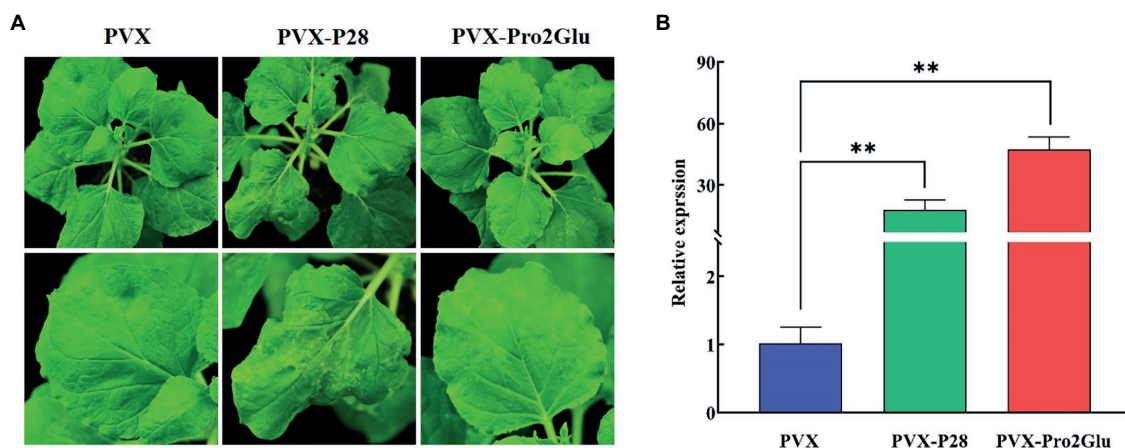 A
PVX PVX-P28 PVX-Pro2Glu
B
Relative exprssion
90
60
30
2
1
0
**
**
PVX PVX-P28 PVX-Pro2Glu